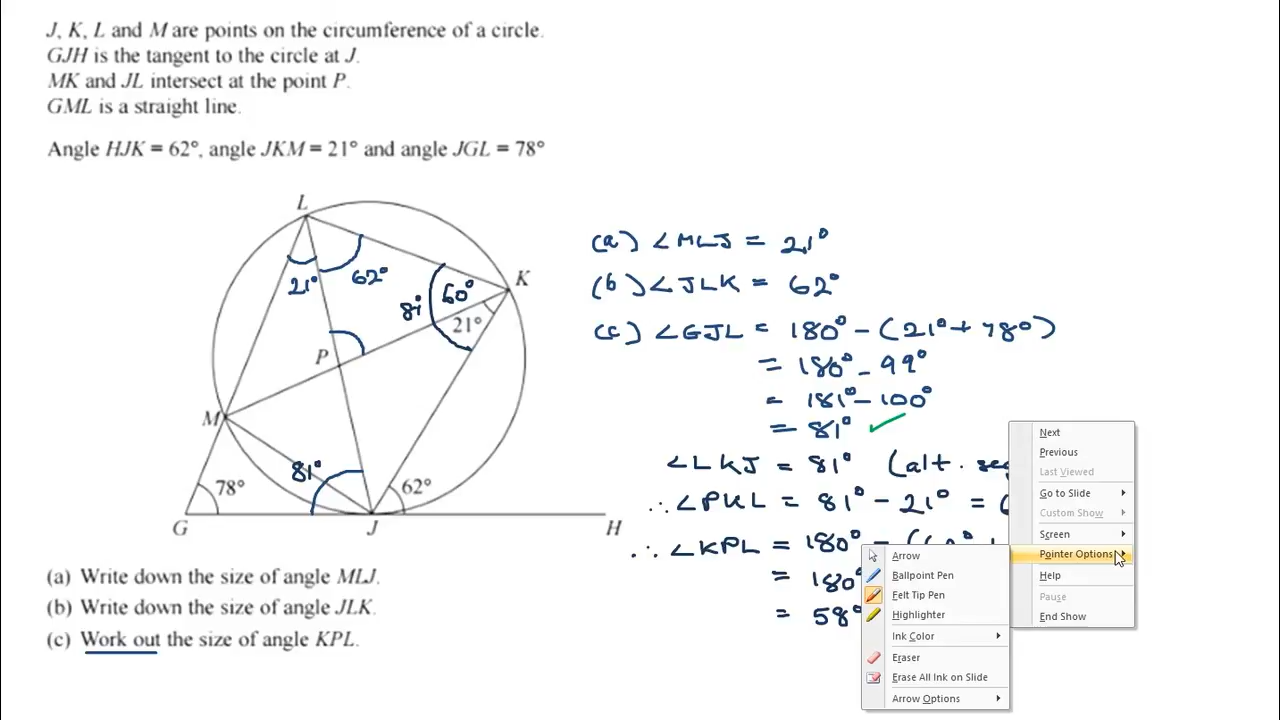 J, K, L and M are points on the circumference of a circle.
GJH is the tangent to the circle at J.
MK and JL intersect at the point P.
GML is a straight line.
Angle HJK = 62°, angle JKM = 21° and angle JGL = 78°
L
K
21°
62°
81°
60°
21°
P
M
81°
78°
62°
G
J
H
(a) ∠MLJ = 21°
(b) ∠JLK = 62°
(c) ∠GJL = 180° - (21° + 78°)
= 180° - 99°
= 181° - 100°
= 81° ✓
∠LKJ = 81° (alt. seg
∴ ∠PKL = 81° - 21° =
∴ ∠KPL = 180° - (60° +
= 180°
= 58°
(a) Write down the size of angle MLJ.
(b) Write down the size of angle JLK.
(c) Work out the size of angle KPL.
Next
Previous
Last Viewed
Go to Slide
Custom Show
Screen
Pointer Options
Help
Pause
End Show
Arrow
Ballpoint Pen
Felt Tip Pen
Highlighter
Ink Color
Eraser
Erase All Ink on Slide
Arrow Options